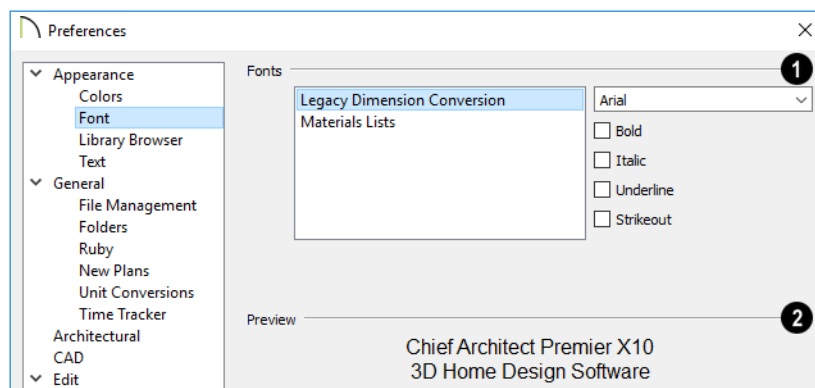 Preferences
Appearance
Colors
Font
Library Browser
Text
General
File Management
Folders
Ruby
New Plans
Unit Conversions
Time Tracker
Architectural
CAD
Edit
Fonts
1
Legacy Dimension Conversion
Materials Lists
Arial
Bold
Italic
Underline
Strikeout
Preview
2
Chief Architect Premier X10
3D Home Design Software